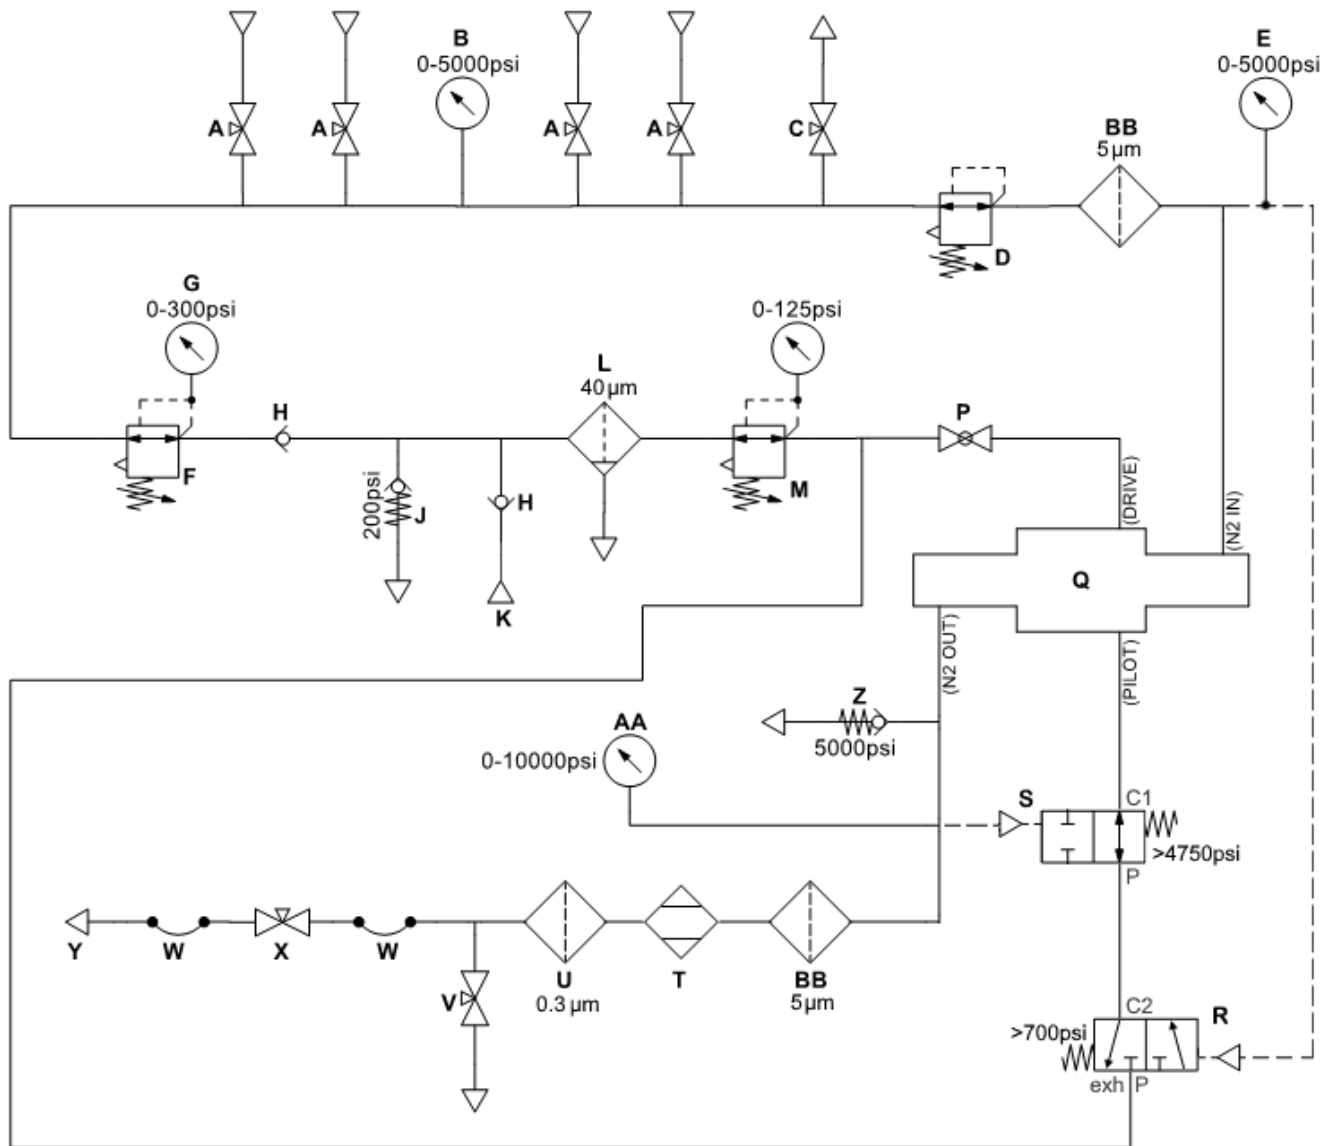 B
0-5000psi
E
0-5000psi
A
A
A
A
C
BB
5µm
D
G
0-300psi
0-125psi
L
40µm
H
P
F
200psi
J
H
M
K
(DRIVE)
(N2 IN)
Q
(N2 OUT)
(PILOT)
Z
5000psi
AA
0-10000psi
S
C1
>4750psi
P
Y
W
X
W
U
0.3µm
T
BB
5µm
V
C2
R
>700psi
exh
P